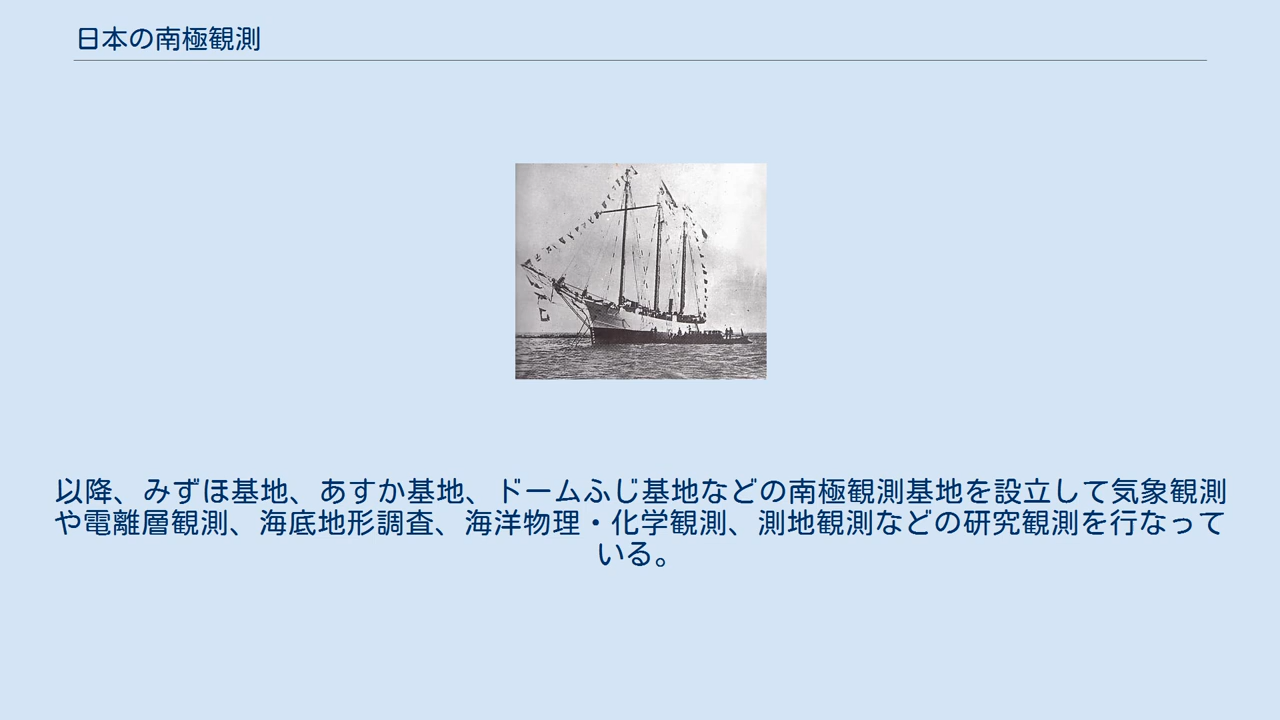 日本の南極観測
以降、みずほ基地、あすか基地、ドームふじ基地などの南極観測基地を設立して気象観測
や電離層観測、海底地形調査、海洋物理・化学観測、測地観測などの研究観測を行なって
いる。